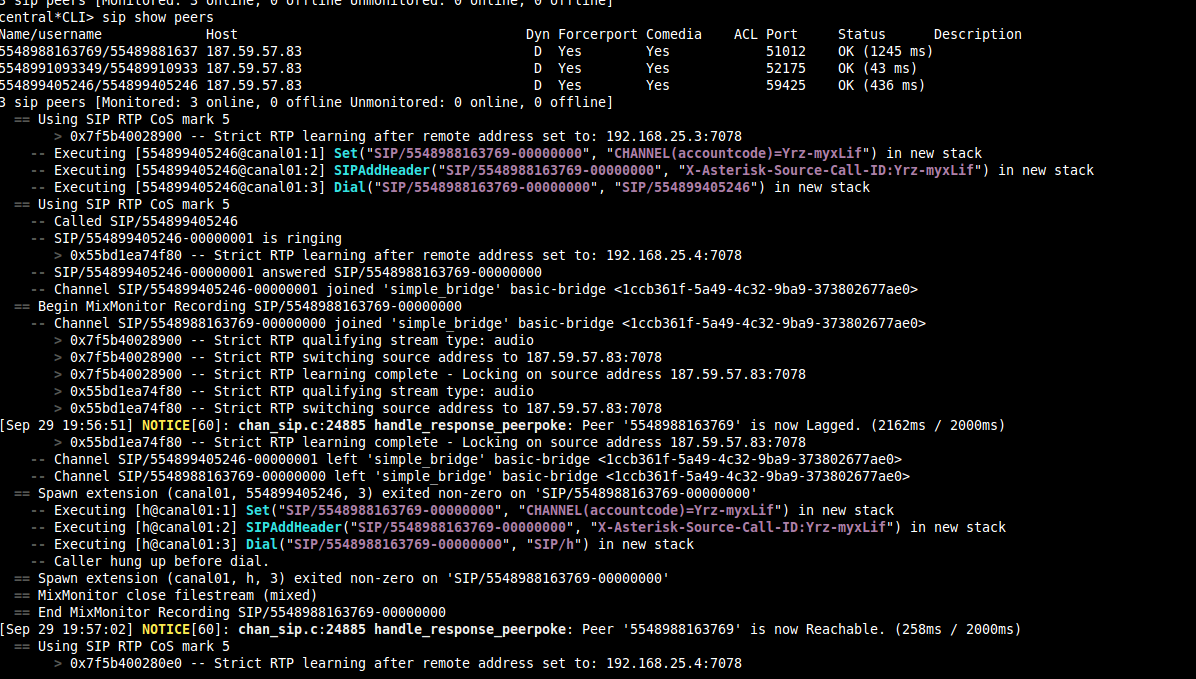 3 sip peers [Monitored: 3 online, 0 offline Unmonitored: 0 online, 0 offline]
central*CLI> sip show peers
Name/username             Host                            Dyn Forcerport Comedia    ACL Port     Status      Description
5548988163769/55489881637 187.59.57.83                             D  Yes        Yes            51012    OK (1245 ms)
5548991093349/55489910933 187.59.57.83                             D  Yes        Yes            52175    OK (43 ms)
554899405246/554899405246 187.59.57.83                             D  Yes        Yes            59425    OK (436 ms)
3 sip peers [Monitored: 3 online, 0 offline Unmonitored: 0 online, 0 offline]
  == Using SIP RTP CoS mark 5
       > 0x7f5b40028900 -- Strict RTP learning after remote address set to: 192.168.25.3:7078
    -- Executing [554899405246@canal01:1] Set("SIP/5548988163769-00000000", "CHANNEL(accountcode)=Yrz-myxLif") in new stack
    -- Executing [554899405246@canal01:2] SIPAddHeader("SIP/5548988163769-00000000", "X-Asterisk-Source-Call-ID:Yrz-myxLif") in new stack
    -- Executing [554899405246@canal01:3] Dial("SIP/5548988163769-00000000", "SIP/554899405246") in new stack
  == Using SIP RTP CoS mark 5
    -- Called SIP/554899405246
    -- SIP/554899405246-00000001 is ringing
       > 0x55bd1ea74f80 -- Strict RTP learning after remote address set to: 192.168.25.4:7078
    -- SIP/554899405246-00000001 answered SIP/5548988163769-00000000
    -- Channel SIP/554899405246-00000001 joined 'simple_bridge' basic-bridge <1ccb361f-5a49-4c32-9ba9-373802677ae0>
  == Begin MixMonitor Recording SIP/5548988163769-00000000
    -- Channel SIP/5548988163769-00000000 joined 'simple_bridge' basic-bridge <1ccb361f-5a49-4c32-9ba9-373802677ae0>
       > 0x7f5b40028900 -- Strict RTP qualifying stream type: audio
       > 0x7f5b40028900 -- Strict RTP switching source address to 187.59.57.83:7078
       > 0x7f5b40028900 -- Strict RTP learning complete - Locking on source address 187.59.57.83:7078
       > 0x55bd1ea74f80 -- Strict RTP qualifying stream type: audio
       > 0x55bd1ea74f80 -- Strict RTP switching source address to 187.59.57.83:7078
[Sep 29 19:56:51] NOTICE[60]: chan_sip.c:24885 handle_response_peerpoke: Peer '5548988163769' is now Lagged. (2162ms / 2000ms)
       > 0x55bd1ea74f80 -- Strict RTP learning complete - Locking on source address 187.59.57.83:7078
    -- Channel SIP/554899405246-00000001 left 'simple_bridge' basic-bridge <1ccb361f-5a49-4c32-9ba9-373802677ae0>
    -- Channel SIP/5548988163769-00000000 left 'simple_bridge' basic-bridge <1ccb361f-5a49-4c32-9ba9-373802677ae0>
  == Spawn extension (canal01, 554899405246, 3) exited non-zero on 'SIP/5548988163769-00000000'
    -- Executing [h@canal01:1] Set("SIP/5548988163769-00000000", "CHANNEL(accountcode)=Yrz-myxLif") in new stack
    -- Executing [h@canal01:2] SIPAddHeader("SIP/5548988163769-00000000", "X-Asterisk-Source-Call-ID:Yrz-myxLif") in new stack
    -- Executing [h@canal01:3] Dial("SIP/5548988163769-00000000", "SIP/h") in new stack
    -- Caller hung up before dial.
  == Spawn extension (canal01, h, 3) exited non-zero on 'SIP/5548988163769-00000000'
  == MixMonitor close filestream (mixed)
  == End MixMonitor Recording SIP/5548988163769-00000000
[Sep 29 19:57:02] NOTICE[60]: chan_sip.c:24885 handle_response_peerpoke: Peer '5548988163769' is now Reachable. (258ms / 2000ms)
  == Using SIP RTP CoS mark 5
       > 0x7f5b400280e0 -- Strict RTP learning after remote address set to: 192.168.25.4:7078